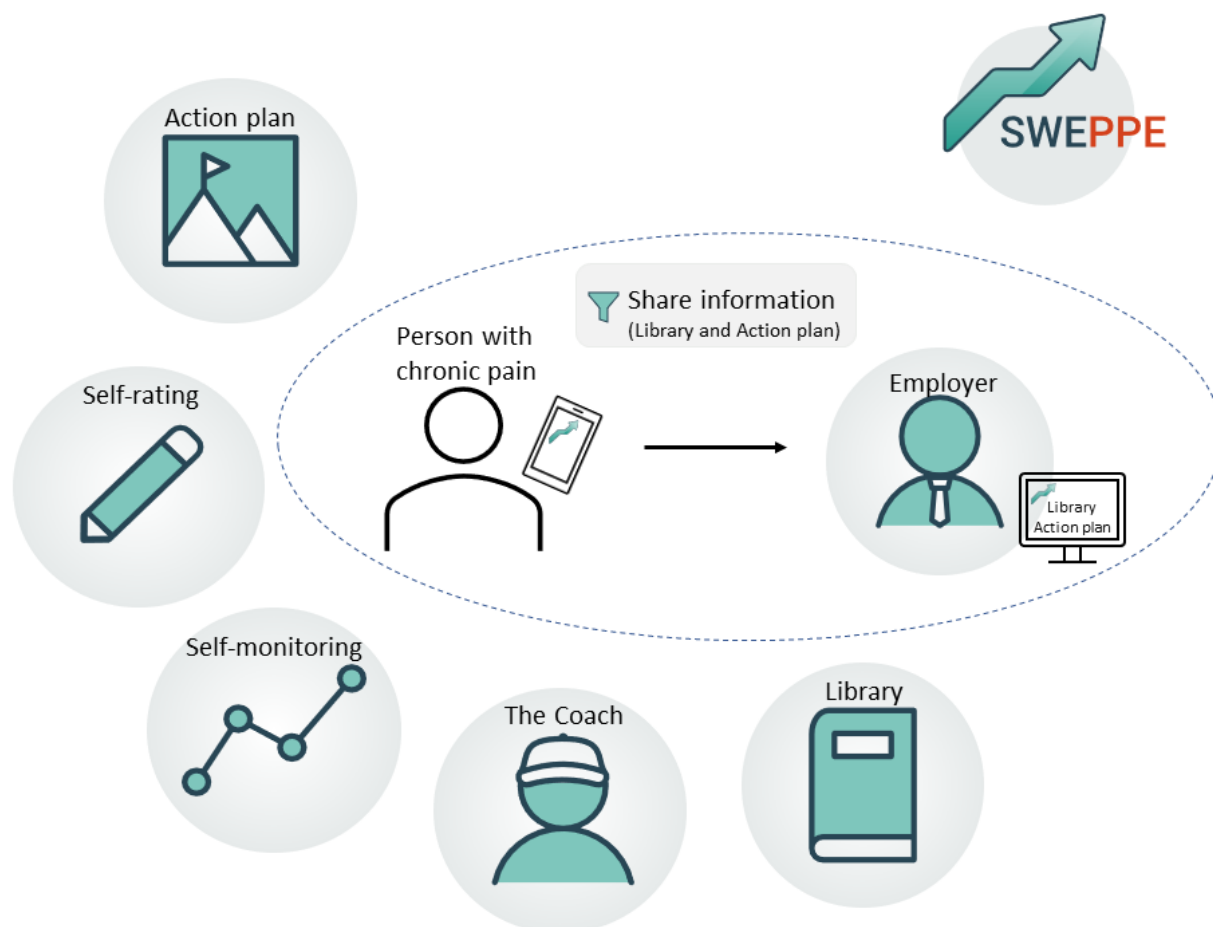 SWEPPE
Action plan
Share information
(Library and Action plan)
Person with
chronic pain
Employer
Self-rating
Library
Action plan
Self-monitoring
The Coach
Library